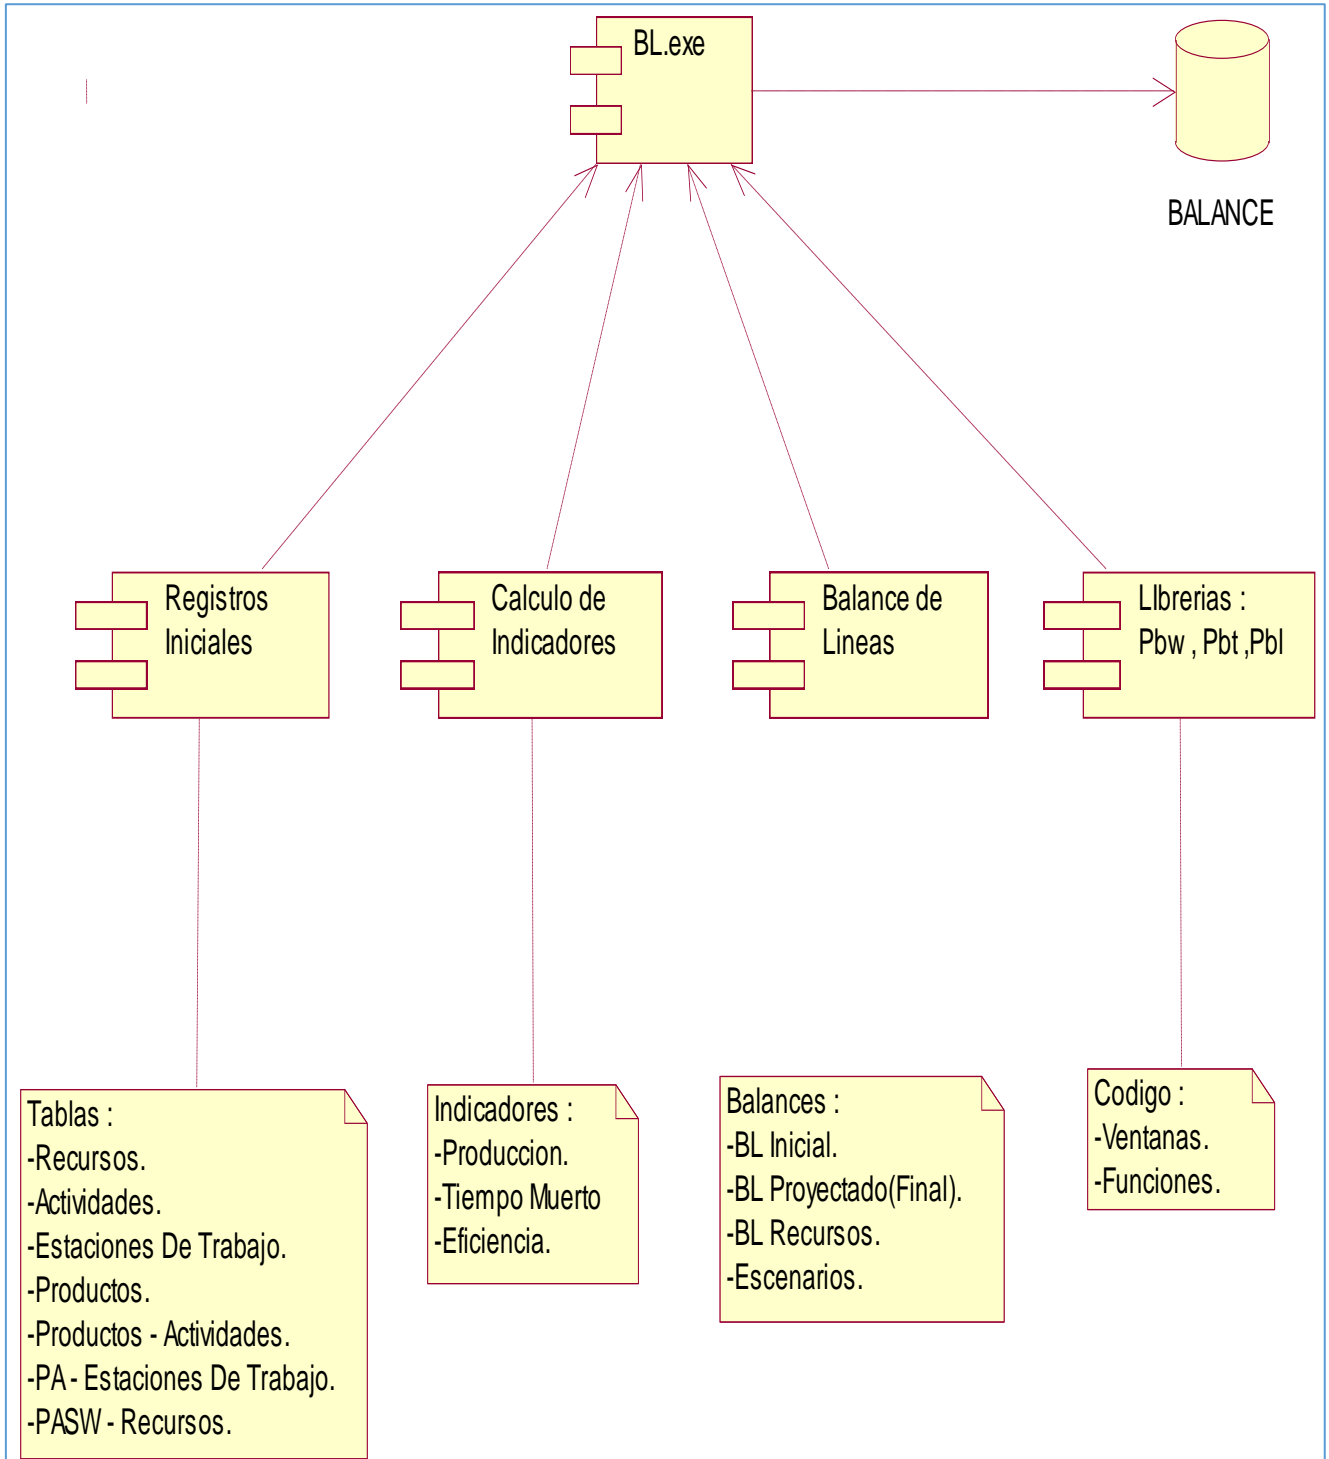 BL.exe
BALANCE
Registros
Iniciales
Calculo de
Indicadores
Balance de
Lineas
LIbrerias :
Pbw , Pbt ,Pbl
Tablas :
-Recursos.
-Actividades.
-Estaciones De Trabajo.
-Productos.
-Productos - Actividades.
-PA - Estaciones De Trabajo.
-PASW - Recursos.
Indicadores :
-Produccion.
-Tiempo Muerto
-Eficiencia.
Balances :
-BL Inicial.
-BL Proyectado(Final).
-BL Recursos.
-Escenarios.
Codigo :
-Ventanas.
-Funciones.